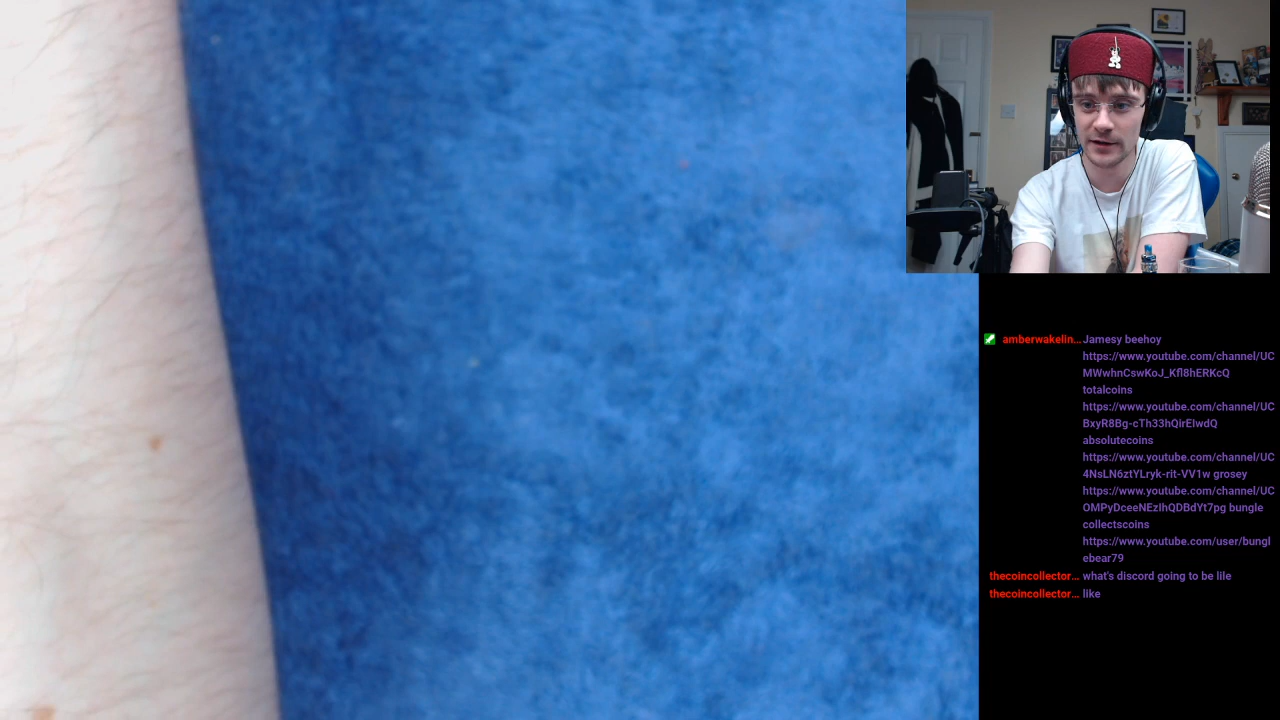 amberwakelin... Jamesy beehoy
https://www.youtube.com/channel/UC
MWwhnCswKoJ_Kfl8hERKcQ
totalcoins
https://www.youtube.com/channel/UC
BxyR8Bg-cTh33hQirEIwdQ
absolutecoins
https://www.youtube.com/channel/UC
4NsLN6ztYLryk-rit-VV1w grosey
https://www.youtube.com/channel/UC
OMPyDceeNEzIhQDBdYt7pg bungle
collectscoins
https://www.youtube.com/user/bungl
ebear79
thecoincollector... what's discord going to be lile
thecoincollector... like